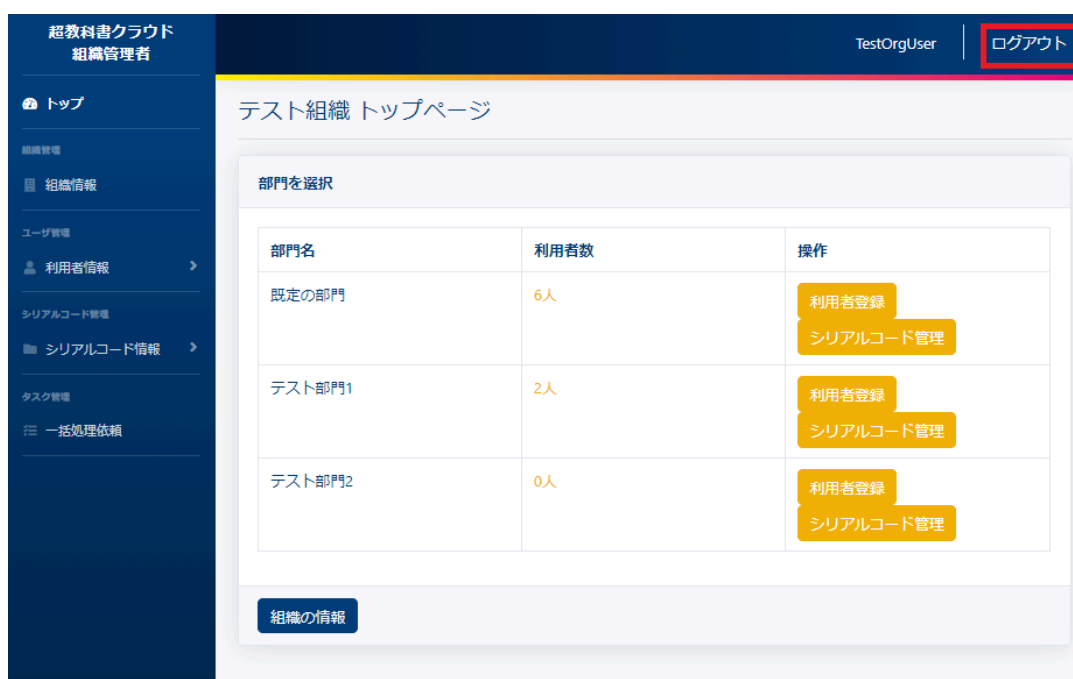 超教科書クラウド
組織管理者
TestOrgUser
ログアウト
トップ
組織管理
組織情報
ユーザ管理
利用者情報
シリアルコード管理
シリアルコード情報
タスク管理
一括処理依頼
テスト組織 トップページ
部門を選択
部門名 利用者数 操作
既定の部門 6人 利用者登録
シリアルコード管理
テスト部門1 2人 利用者登録
シリアルコード管理
テスト部門2 0人 利用者登録
シリアルコード管理
組織の情報